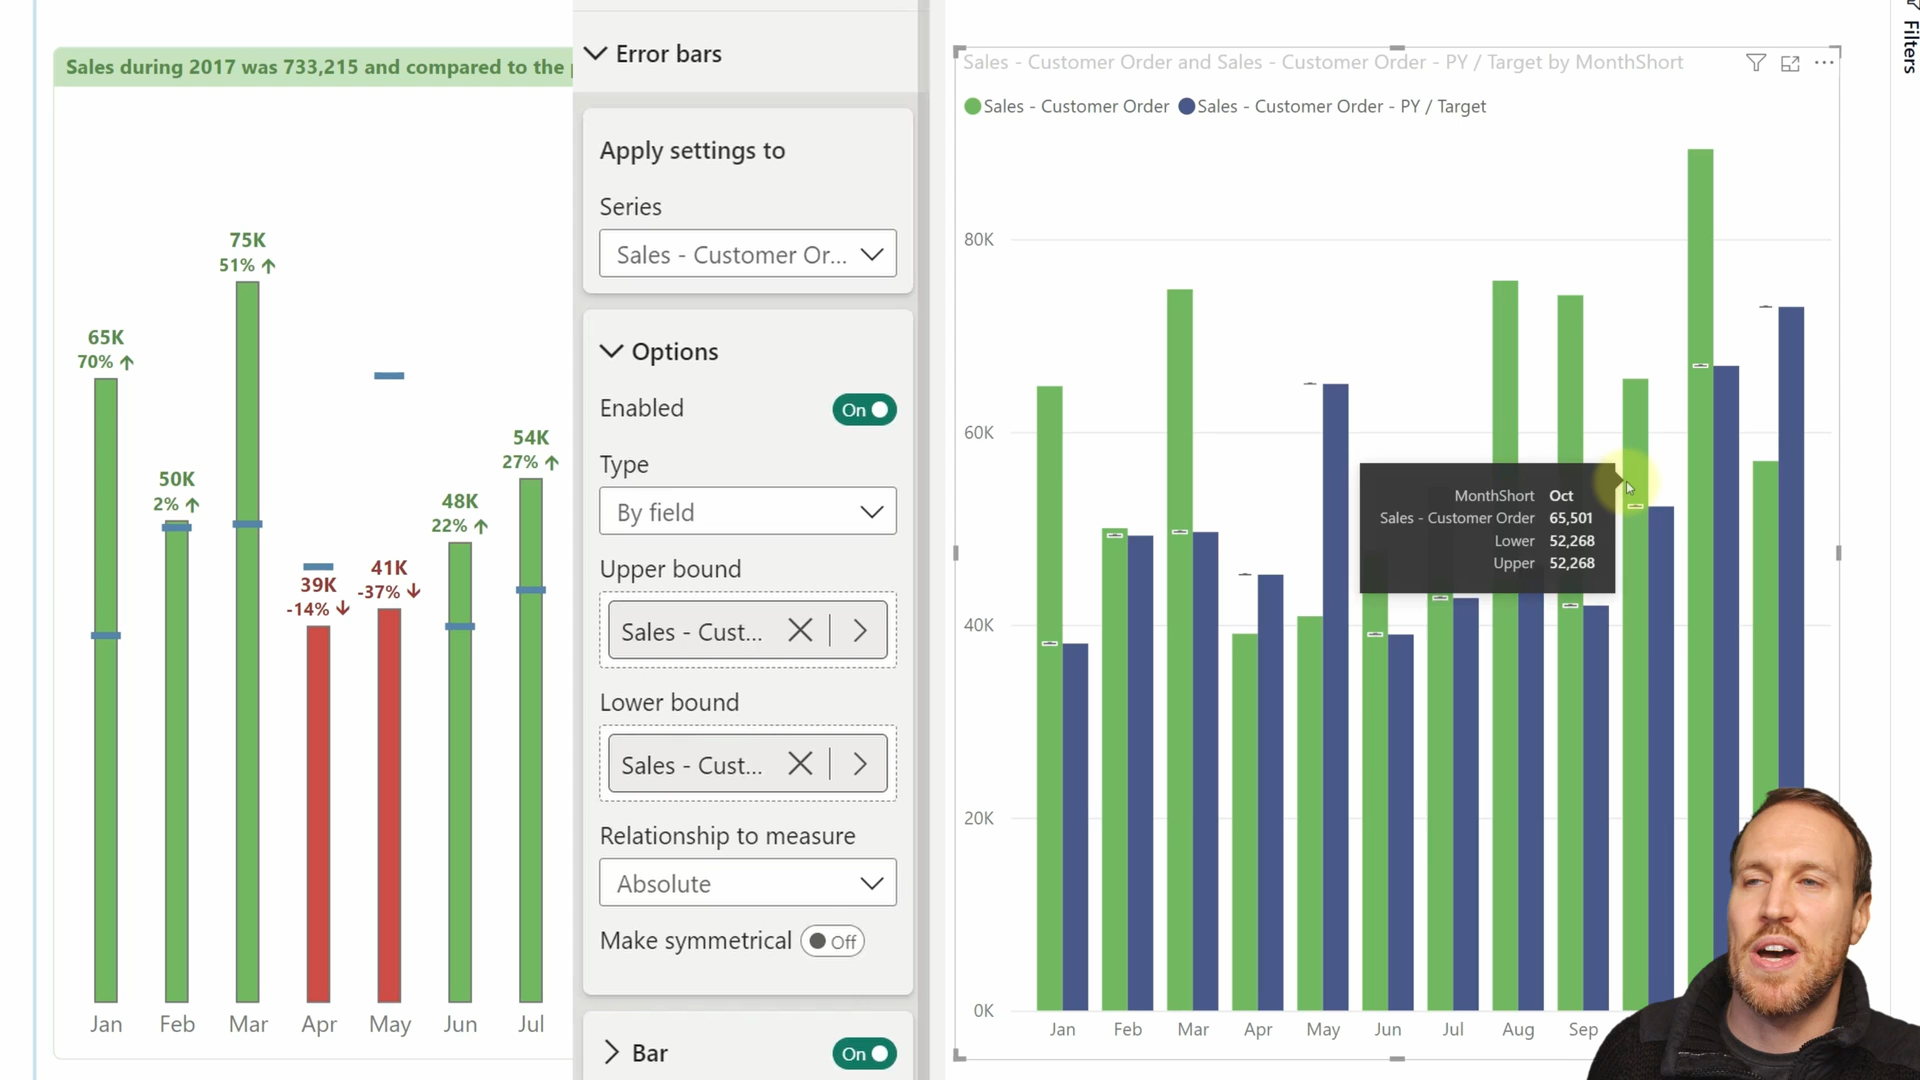 Sales during 2017 was 733,215 and compared to the
75K
51% ↑
65K
70% ↑
50K
2% ↑
39K
-14% ↓
41K
-37% ↓
48K
22% ↑
54K
27% ↑
Jan Feb Mar Apr May Jun Jul
Error bars
Apply settings to
Series
Sales - Customer Or...
Options
Enabled
On
Type
By field
Upper bound
Sales - Cust...
Lower bound
Sales - Cust...
Relationship to measure
Absolute
Make symmetrical Off
Bar
On
Sales - Customer Order and Sales - Customer Order - PY / Target by MonthShort
Sales - Customer Order Sales - Customer Order - PY / Target
80K
60K
40K
20K
0K
MonthShort Oct
Sales - Customer Order 65,501
Lower 52,268
Upper 52,268
Jan Feb Mar Apr May Jun Jul Aug Sep
Filters